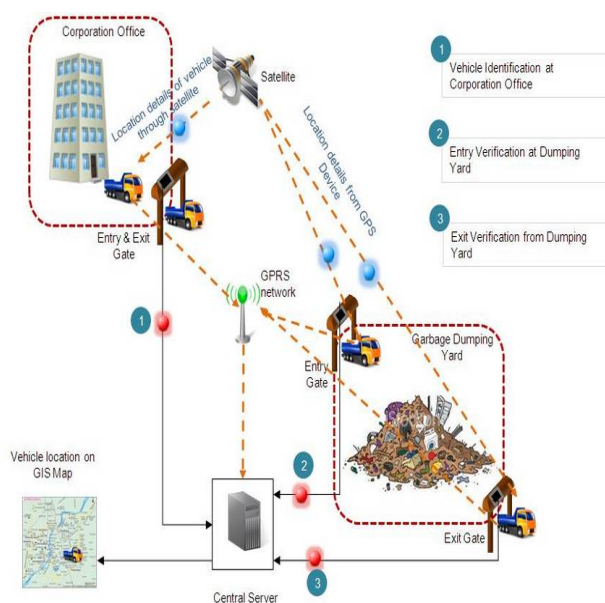 Corporation Office
Satellite
Location details of vehicle
through satellite
Location details from GPS
Device
1
Vehicle Identification at
Corporation Office
2
Entry Verification at Dumping
Yard
3
Exit Verification from Dumping
Yard
Entry & Exit
Gate
GPRS
network
1
Entry
Gate
Garbage Dumping
Yard
Vehicle location on
GIS Map
2
Exit Gate
3
Central Server